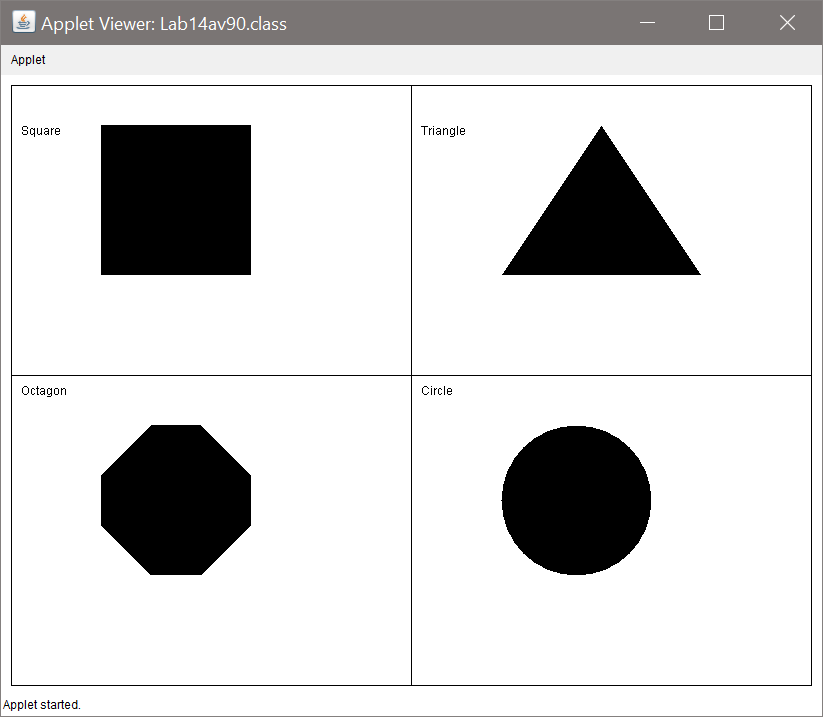 Applet Viewer: Lab14av90.class
Applet
Square
Triangle
Octagon
Circle
Applet started.